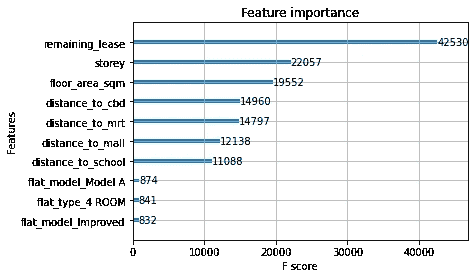 Feature importance
Features
remaining_lease 42530
storey 22057
floor_area_sqm 19552
distance_to_cbd 14960
distance_to_mrt 14797
distance_to_mall 12138
distance_to_school 11088
flat_model_Model A 874
flat_type_4 ROOM 841
flat_model_Improved 832
0 10000 20000 30000 40000
F score